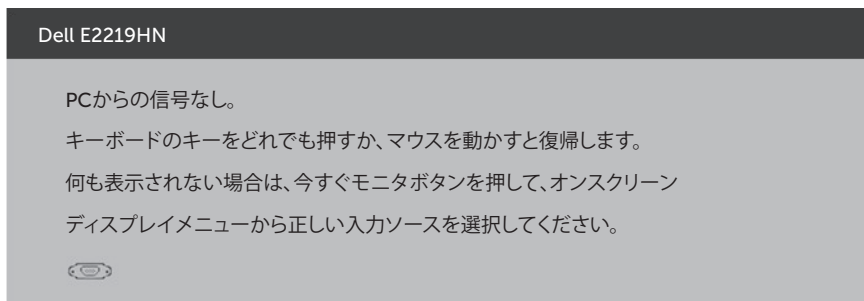 Dell E2219HN
PCからの信号なし。
キーボードのキーをどれでも押すか、マウスを動かすと復帰します。
何も表示されない場合は、今すぐモニタボタンを押して、オンスクリーン
ディスプレイメニューから正しい入力ソースを選択してください。